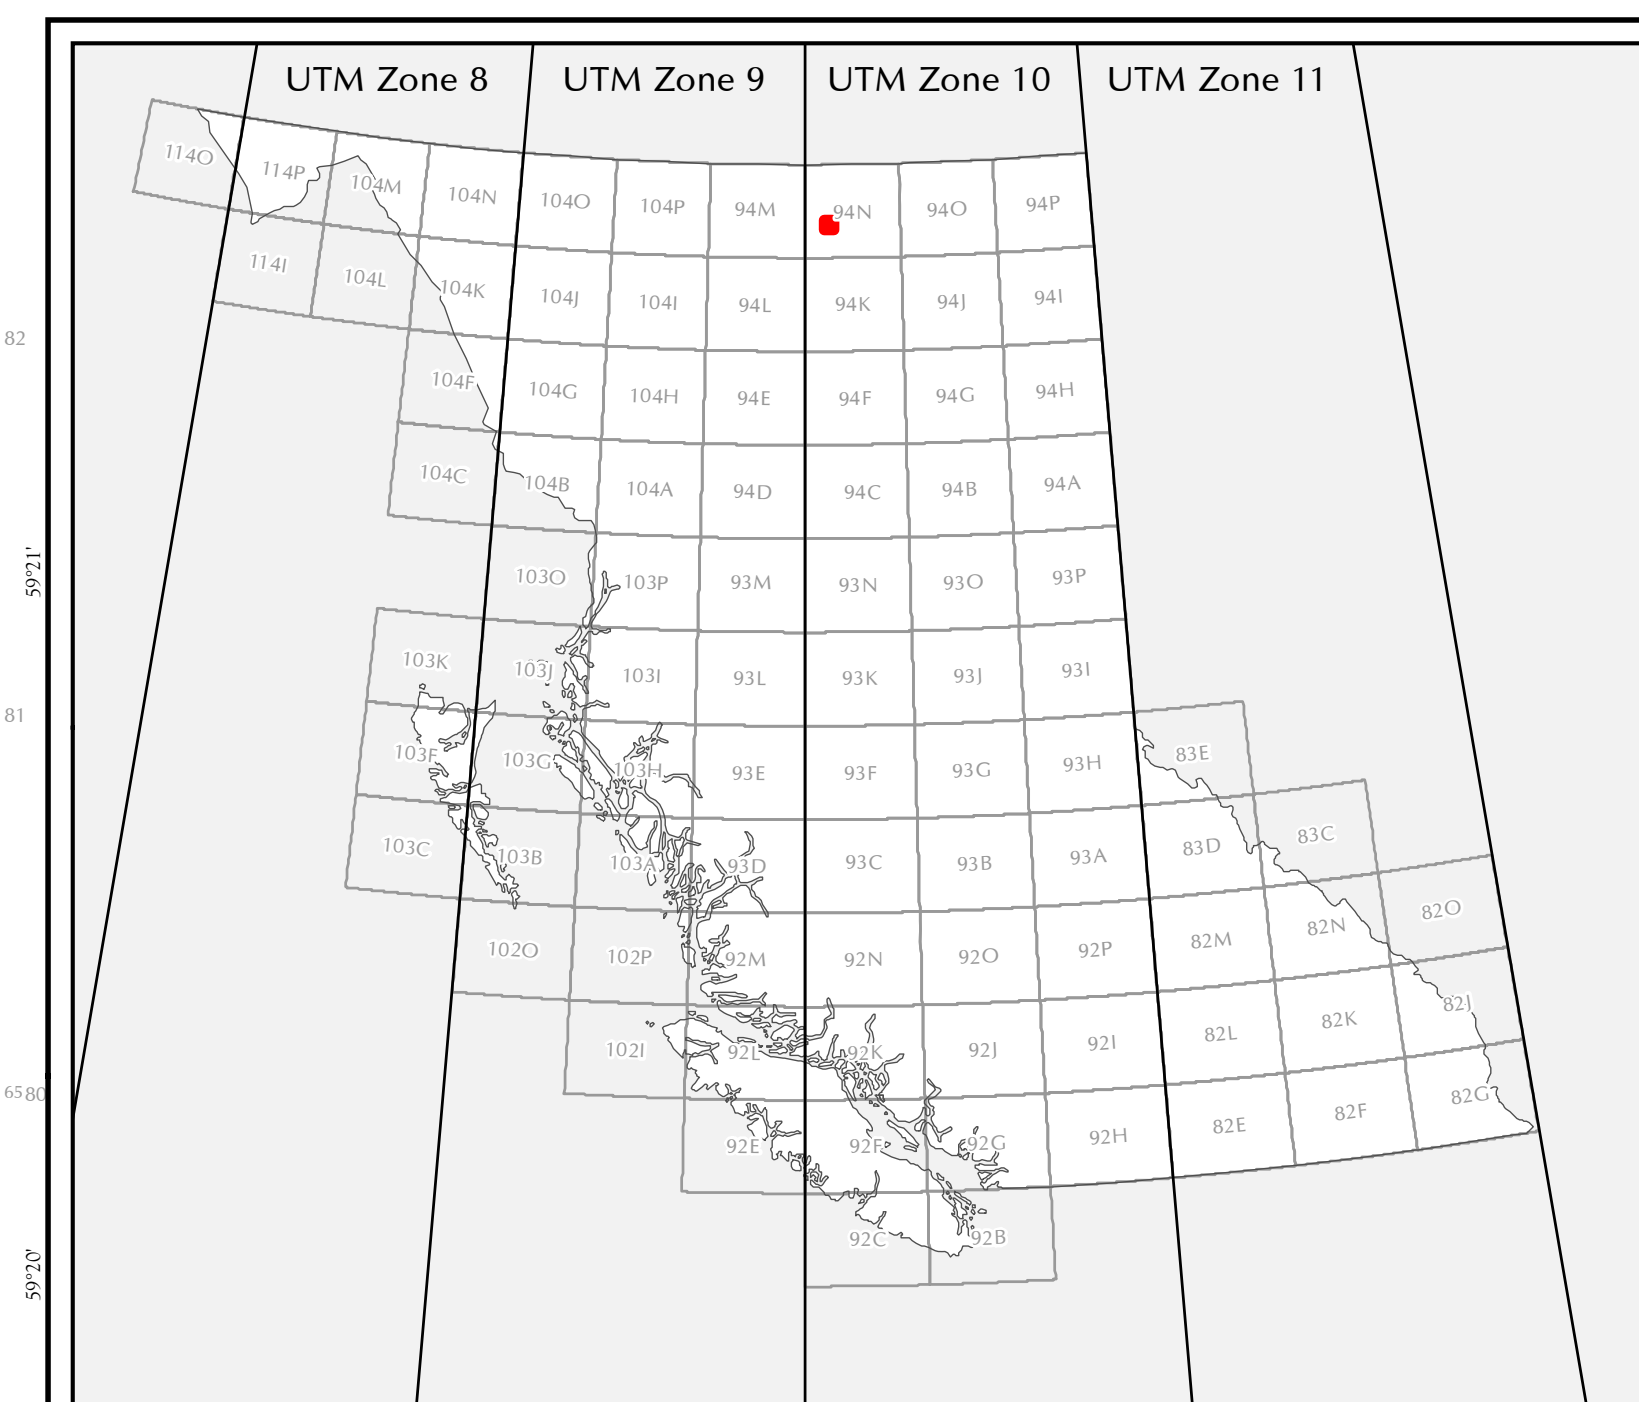 UTM Zone 8 UTM Zone 9 UTM Zone 10 UTM Zone 11
114O 114P 104M 104N 104O 104P 94M 94N 94O 94P
114I 104L 104K 104J 104I 94L 94K 94J 94I
82
104F 104G 104H 94E 94F 94G 94H
104C 104B 104A 94D 94C 94B 94A
59°21'
103O 103P 93M 93N 93O 93P
103K 103J 103I 93L 93K 93J 93I
81
103F 103G 103H 93E 93F 93G 93H 83E
103C 103B 103A 93D 93C 93B 93A 83D 83C
102O 102P 92M 92N 92O 92P 82M 82N 82O
102I 92L 92K 92J 92I 82L 82K 82J
6580
92E 92F 92G 92H 82E 82F 82G
92C 92B
59°20'